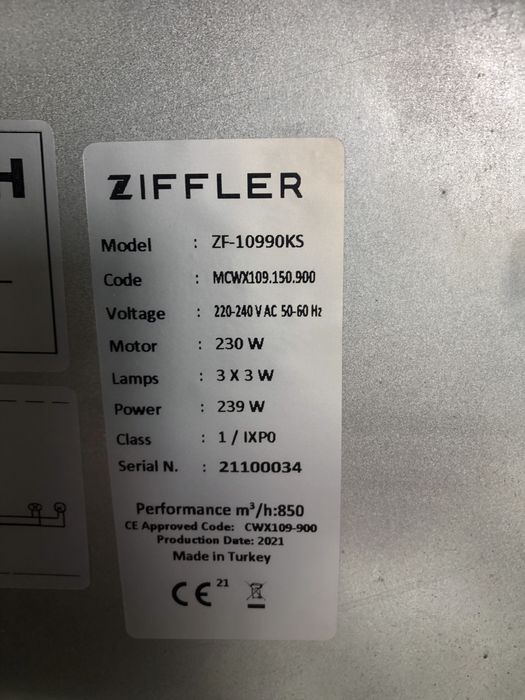 H
ZIFFLER
Model : ZF-10990KS
Code : MCWX109.150.900
Voltage : 220-240 V AC 50-60 Hz
Motor : 230 W
Lamps : 3 X 3 W
Power : 239 W
Class : 1 / IXP0
Serial N. : 21100034
Performance m³/h:850
CE Approved Code: CWX109-900
Production Date: 2021
Made in Turkey
CE 21